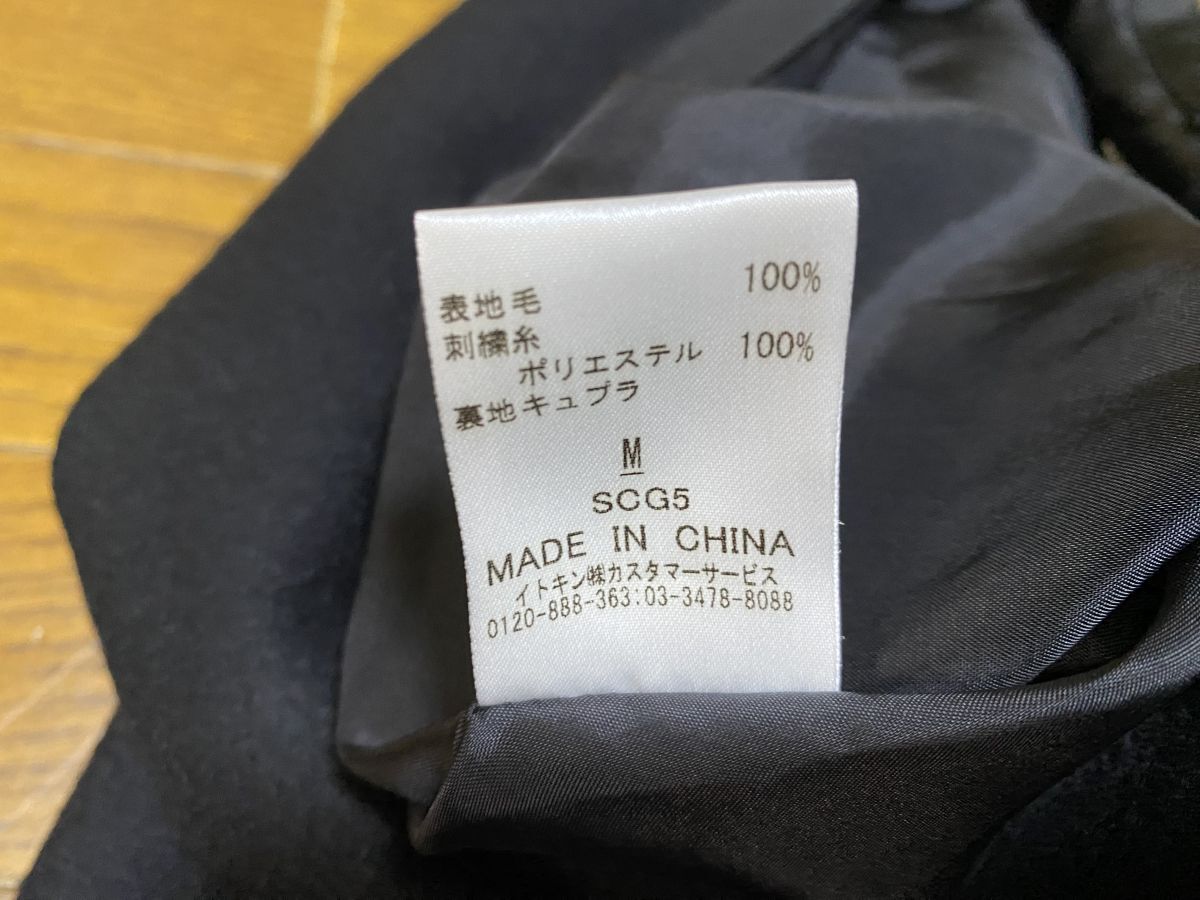 表地毛 100%
刺繍糸
ポリエステル 100%
裏地キュプラ
M
SCG5
MADE IN CHINA
イトキン㈱カスタマーサービス
0120-888-363:03-3478-8088